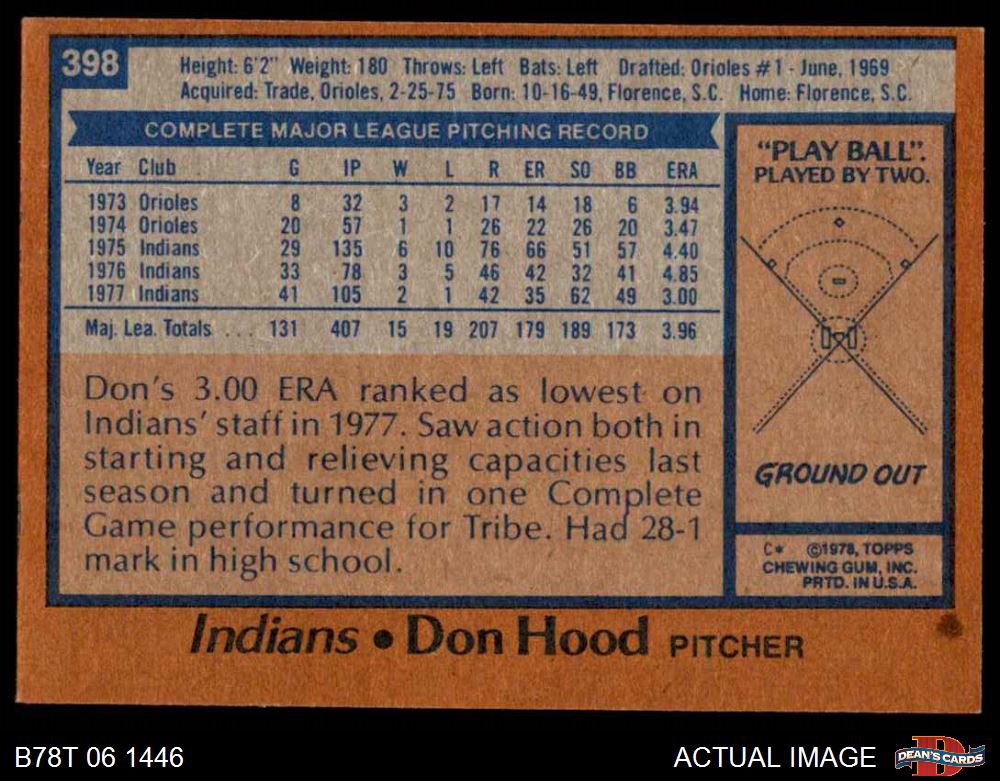 398
Height: 6'2" Weight: 180 Throws: Left Bats: Left Drafted: Orioles #1 - June, 1969
Acquired: Trade, Orioles, 2-25-75 Born: 10-16-49, Florence, S.C. Home: Florence, S.C.
COMPLETE MAJOR LEAGUE PITCHING RECORD
Year Club G IP W L R ER SO BB ERA
1973 Orioles 8 32 3 2 17 14 18 6 3.94
1974 Orioles 20 57 1 1 26 22 26 20 3.47
1975 Indians 29 135 6 10 76 66 51 57 4.40
1976 Indians 33 78 3 5 46 42 32 41 4.85
1977 Indians 41 105 2 1 42 35 62 49 3.00
Maj. Lea. Totals ... 131 407 15 19 207 179 189 173 3.96
Don's 3.00 ERA ranked as lowest on
Indians' staff in 1977. Saw action both in
starting and relieving capacities last
season and turned in one Complete
Game performance for Tribe. Had 28-1
mark in high school.
"PLAY BALL".
PLAYED BY TWO.
GROUND OUT
C* ©1978, TOPPS
CHEWING GUM, INC.
PRTD. IN U.S.A.
Indians • Don Hood PITCHER
B78T 06 1446
ACTUAL IMAGE
D
DEAN'S CARDS